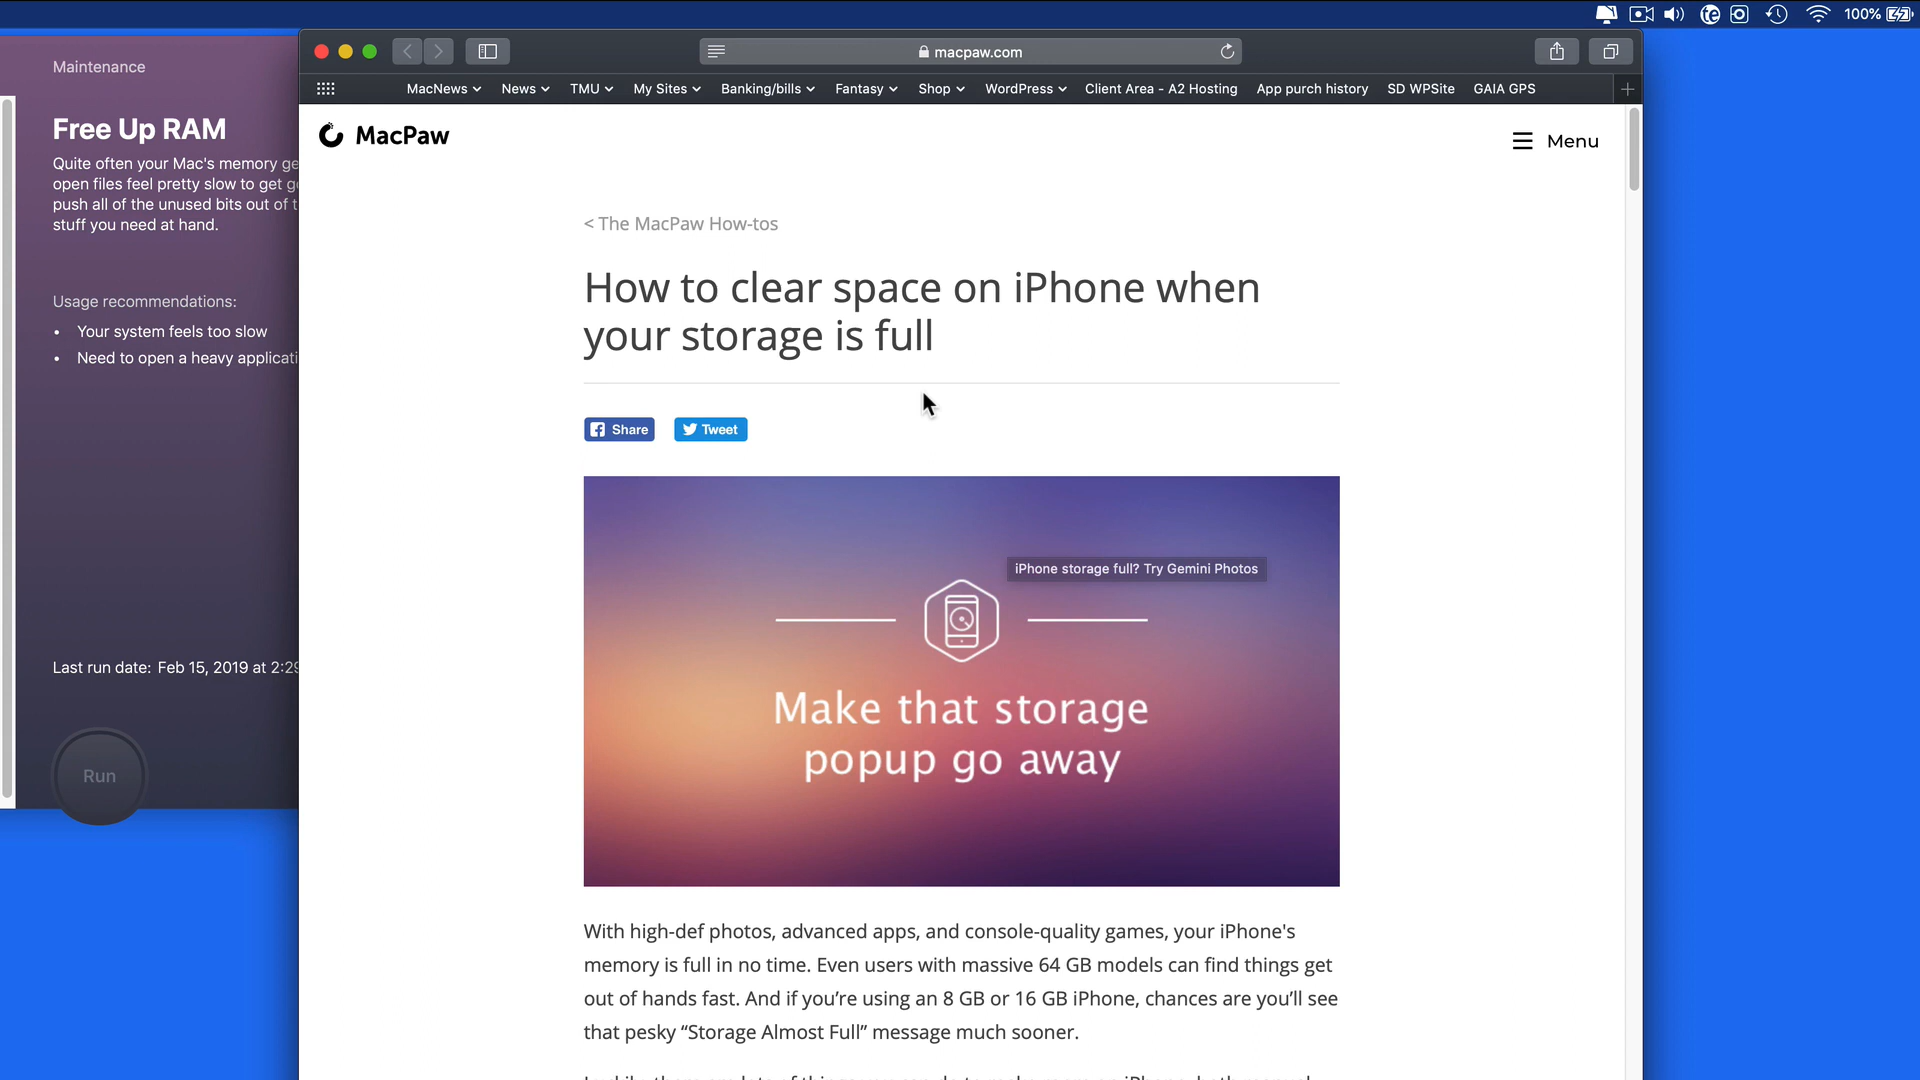 100%
Maintenance
Free Up RAM
Quite often your Mac's memory ge
open files feel pretty slow to get g
push all of the unused bits out of t
stuff you need at hand.
Usage recommendations:
• Your system feels too slow
• Need to open a heavy applicati
Last run date: Feb 15, 2019 at 2:29
Run
macpaw.com
MacNews News TMU My Sites Banking/bills Fantasy Shop WordPress Client Area - A2 Hosting App purch history SD WPSite GAIA GPS
MacPaw
Menu
< The MacPaw How-tos
How to clear space on iPhone when
your storage is full
Share Tweet
iPhone storage full? Try Gemini Photos
Make that storage
popup go away
With high-def photos, advanced apps, and console-quality games, your iPhone's
memory is full in no time. Even users with massive 64 GB models can find things get
out of hands fast. And if you’re using an 8 GB or 16 GB iPhone, chances are you’ll see
that pesky “Storage Almost Full” message much sooner.